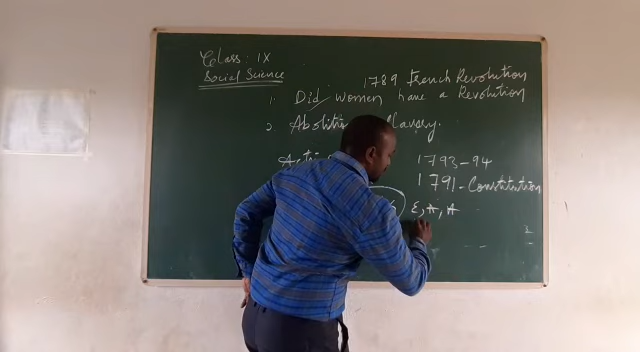 Class: IX
Social Science
1789 French Revolution
1. Did women have a Revolution
2. Abolition Slavery.
1793-94
1791-Constitution
E, A, A